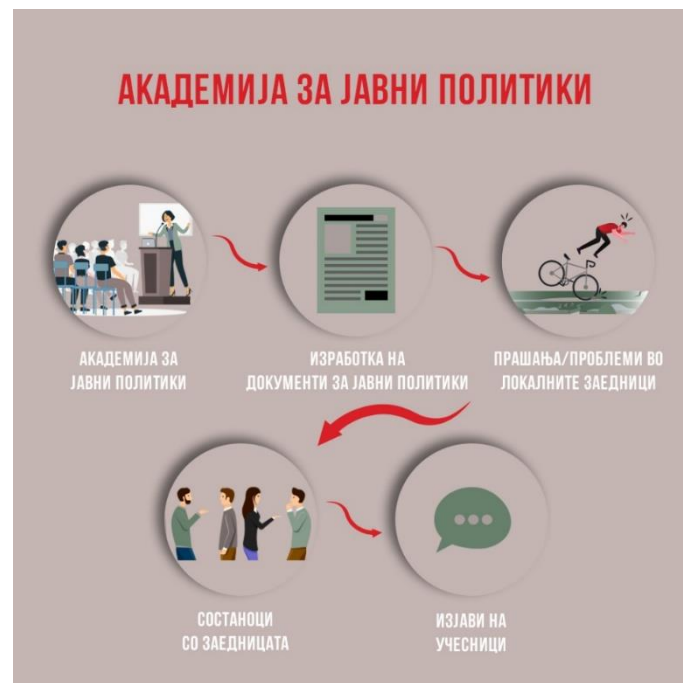 АКАДЕМИЈА ЗА ЈАВНИ ПОЛИТИКИ
АКАДЕМИЈА ЗА
ЈАВНИ ПОЛИТИКИ
ИЗРАБОТКА НА
ДОКУМЕНТИ ЗА ЈАВНИ ПОЛИТИКИ
ПРАШАЊА/ПРОБЛЕМИ ВО
ЛОКАЛНИТЕ ЗАЕДНИЦИ
СОСТАНОЦИ
СО ЗАЕДНИЦАТА
ИЗЈАВИ НА
УЧЕСНИЦИ